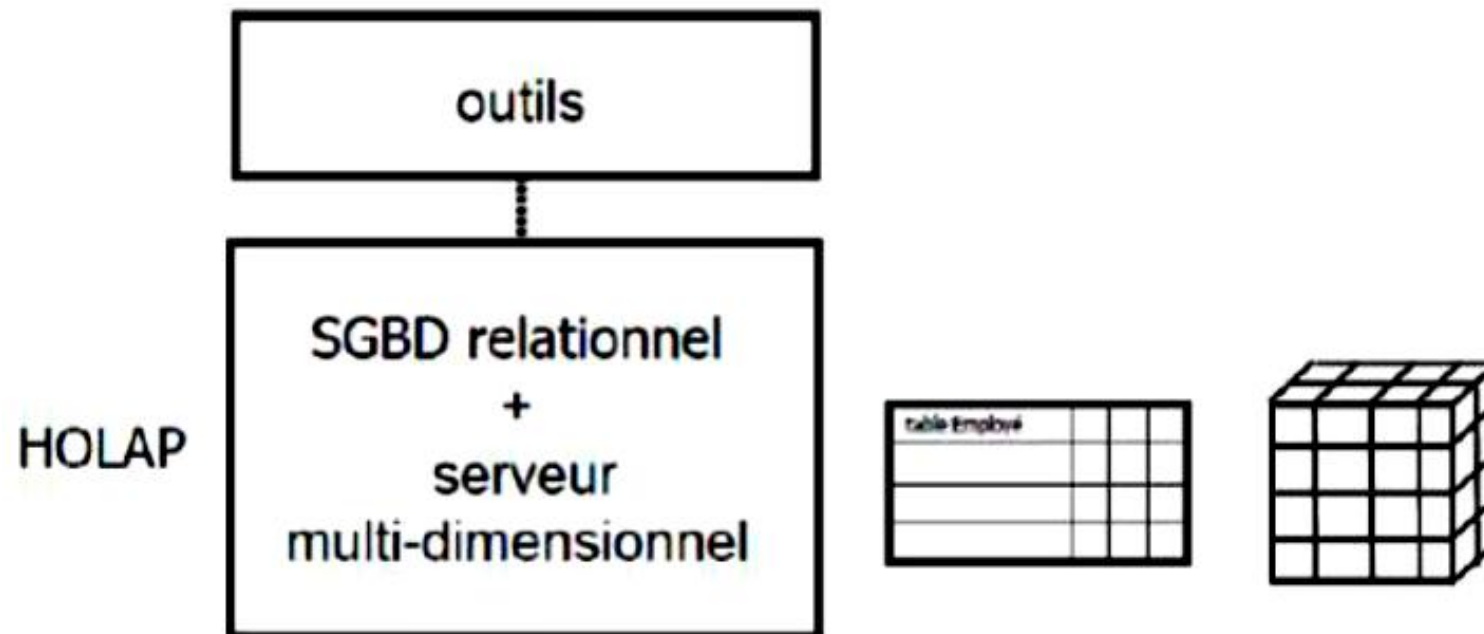 outils
SGBD relationnel
+
serveur
multi-dimensionnel
HOLAP
table Employé